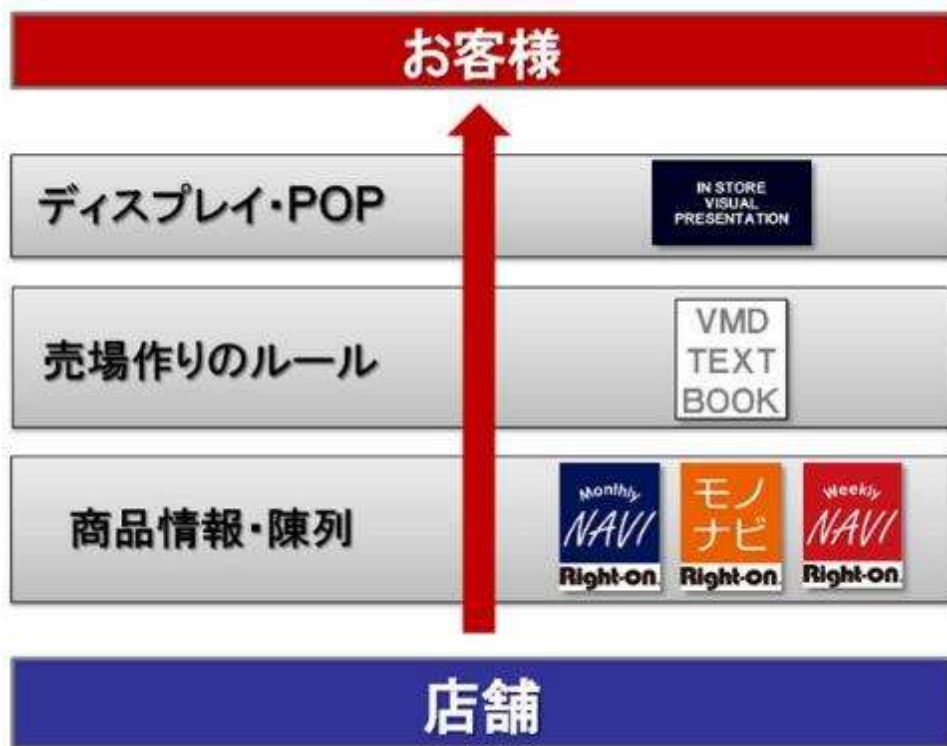 お客様
ディスプレイ・POP
IN STORE
VISUAL
PRESENTATION
売場作りのルール
VMD
TEXT
BOOK
商品情報・陳列
Monthly
NAVI
Right-on.
モノ
ナビ
Right-on.
Weekly
NAVI
Right-on.
店舗